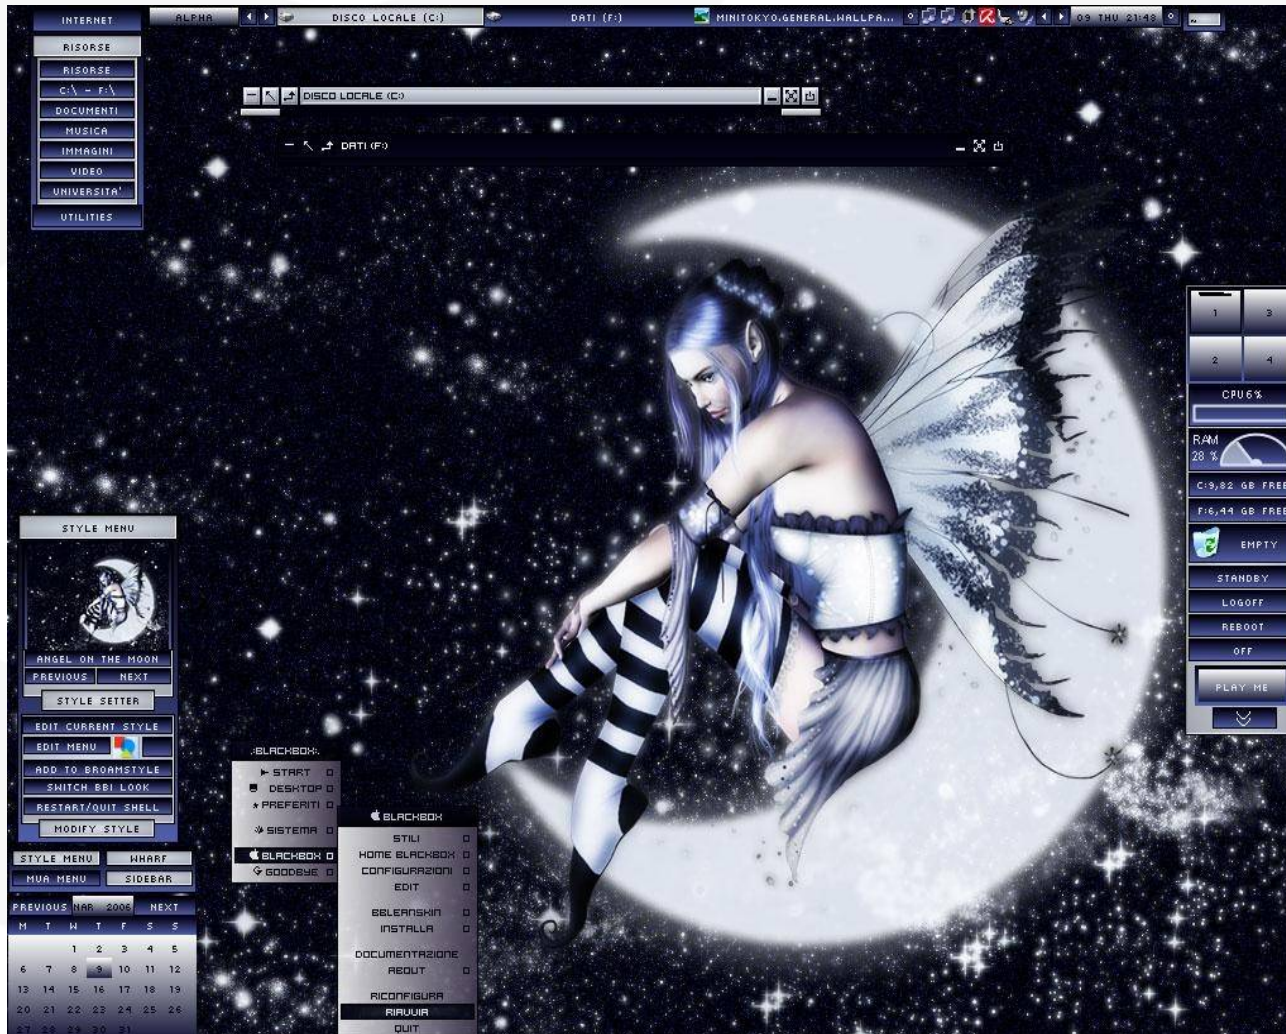 INTERNET
ALPHA
DISCO LOCALE (C:)
DATI (F:)
MINITOKYO.GENERAL.WALLPA...
09 THU 21:48
~
RISORSE
RISORSE
C:\ - F:\
DOCUMENTI
MUSICA
IMMAGINI
VIDEO
UNIVERSITA'
UTILITIES
DISCO LOCALE (C:)
DATI (F:)
1 3
2 4
CPU6%
RAM
28 %
C:9,82 GB FREE
F:6,44 GB FREE
EMPTY
STANDBY
LOGOFF
REBOOT
OFF
PLAY ME
STYLE MENU
ANGEL ON THE MOON
PREVIOUS NEXT
STYLE SETTER
EDIT CURRENT STYLE
EDIT MENU
ADD TO BROAMSTYLE
SWITCH BBI LOOK
RESTART/QUIT SHELL
MODIFY STYLE
STYLE MENU WHARF
MUA MENU SIDEBAR
PREVIOUS MAR 2006 NEXT
M T W T F S S
1 2 3 4 5
6 7 8 9 10 11 12
13 14 15 16 17 18 19
20 21 22 23 24 25 26
27 28 29 30 31
.:BLACKBOX:.
START
DESKTOP
PREFERITI
SISTEMA
BLACKBOX
GOODBYE
BLACKBOX
STILI
HOME BLACKBOX
CONFIGURAZIONI
EDIT
BBLEANSKIN
INSTALLA
DOCUMENTAZIONE
ABOUT
RICONFIGURA
RIAVVIA
QUIT